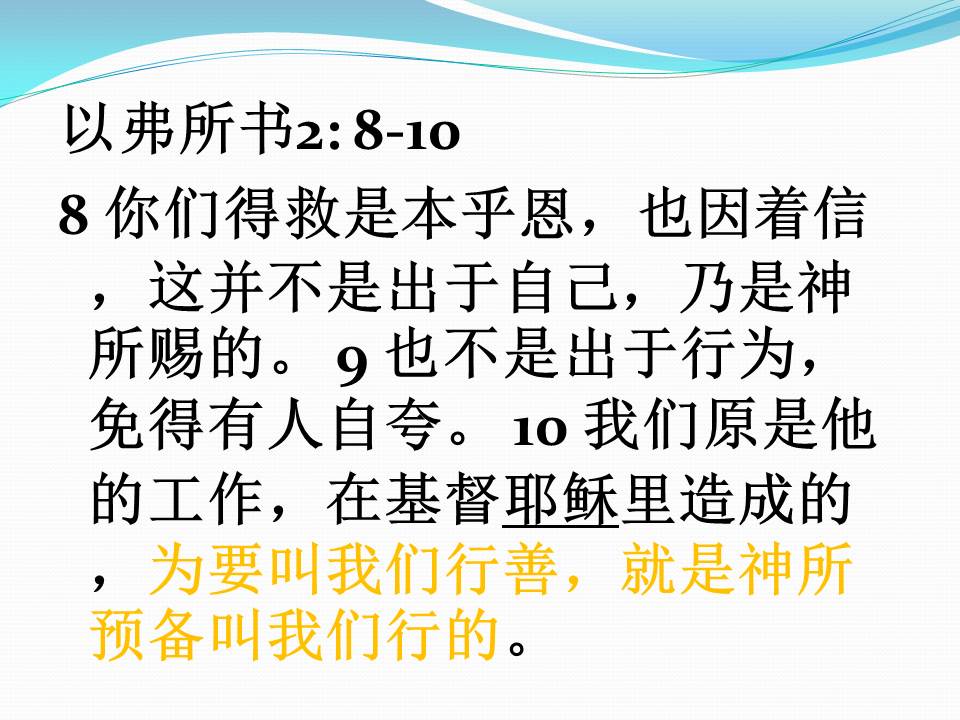 以弗所书2: 8-10
8 你们得救是本乎恩，也因着信
，这并不是出于自己，乃是神
所赐的。 9 也不是出于行为，
免得有人自夸。 10 我们原是他
的工作，在基督耶稣里造成的
，为要叫我们行善，就是神所
预备叫我们行的。